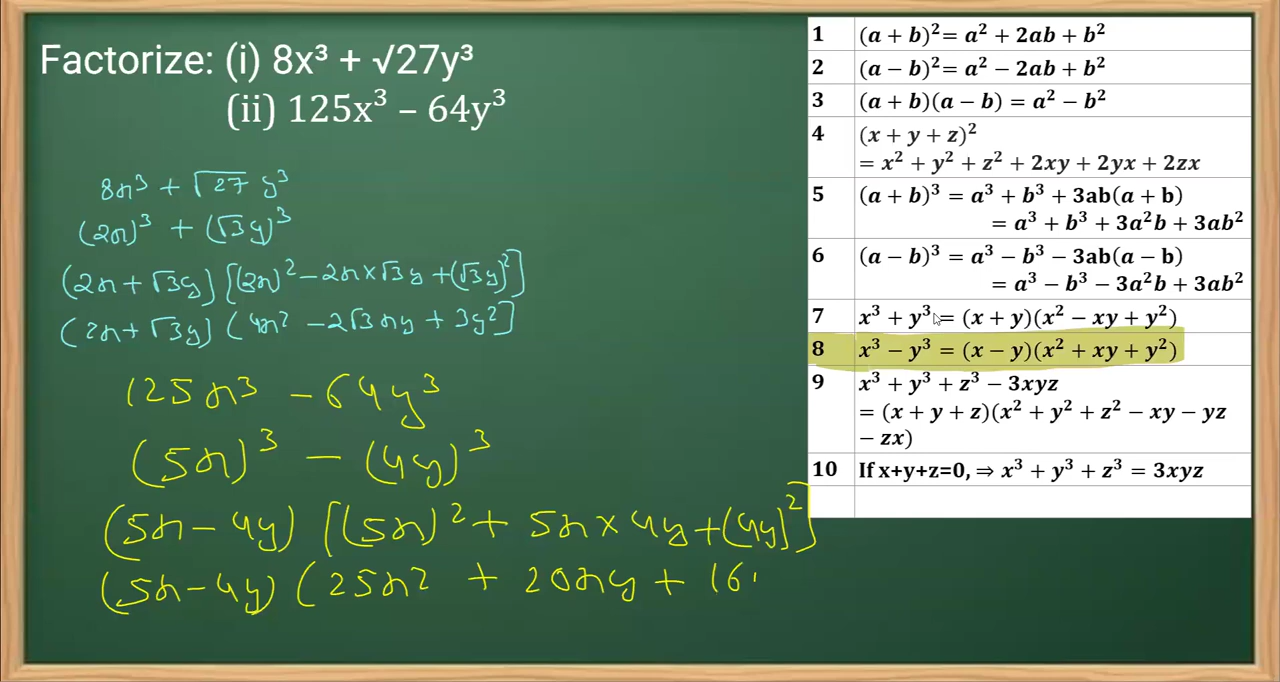 Factorize: (i) 8x³ + √27y³
(ii) 125x³ – 64y³
8x³ + √27 y³
(2x)³ + (√3y)³
(2x + √3y) [(2x)² – 2x × √3y + (√3y)²]
(2x + √3y) (4x² – 2√3xy + 3y²]
125x³ – 64y³
(5x)³ – (4y)³
(5x – 4y) [(5x)² + 5x × 4y + (4y)²]
(5x – 4y) (25x² + 20xy + 16
1 (a + b)² = a² + 2ab + b²
2 (a − b)² = a² − 2ab + b²
3 (a + b)(a − b) = a² − b²
4 (x + y + z)²
= x² + y² + z² + 2xy + 2yx + 2zx
5 (a + b)³ = a³ + b³ + 3ab(a + b)
= a³ + b³ + 3a²b + 3ab²
6 (a − b)³ = a³ − b³ − 3ab(a − b)
= a³ − b³ − 3a²b + 3ab²
7 x³ + y³ = (x + y)(x² − xy + y²)
8 x³ − y³ = (x − y)(x² + xy + y²)
9 x³ + y³ + z³ − 3xyz
= (x + y + z)(x² + y² + z² − xy − yz
− zx)
10 If x+y+z=0, ⇒ x³ + y³ + z³ = 3xyz